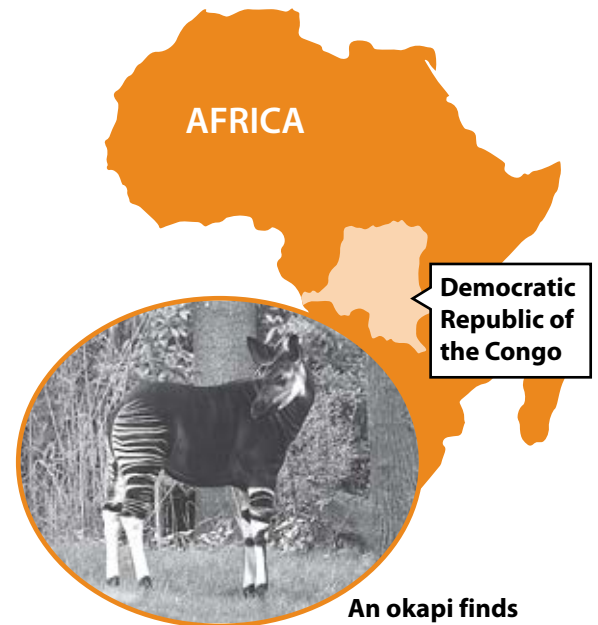 AFRICA
Democratic
Republic of
the Congo
An okapi finds